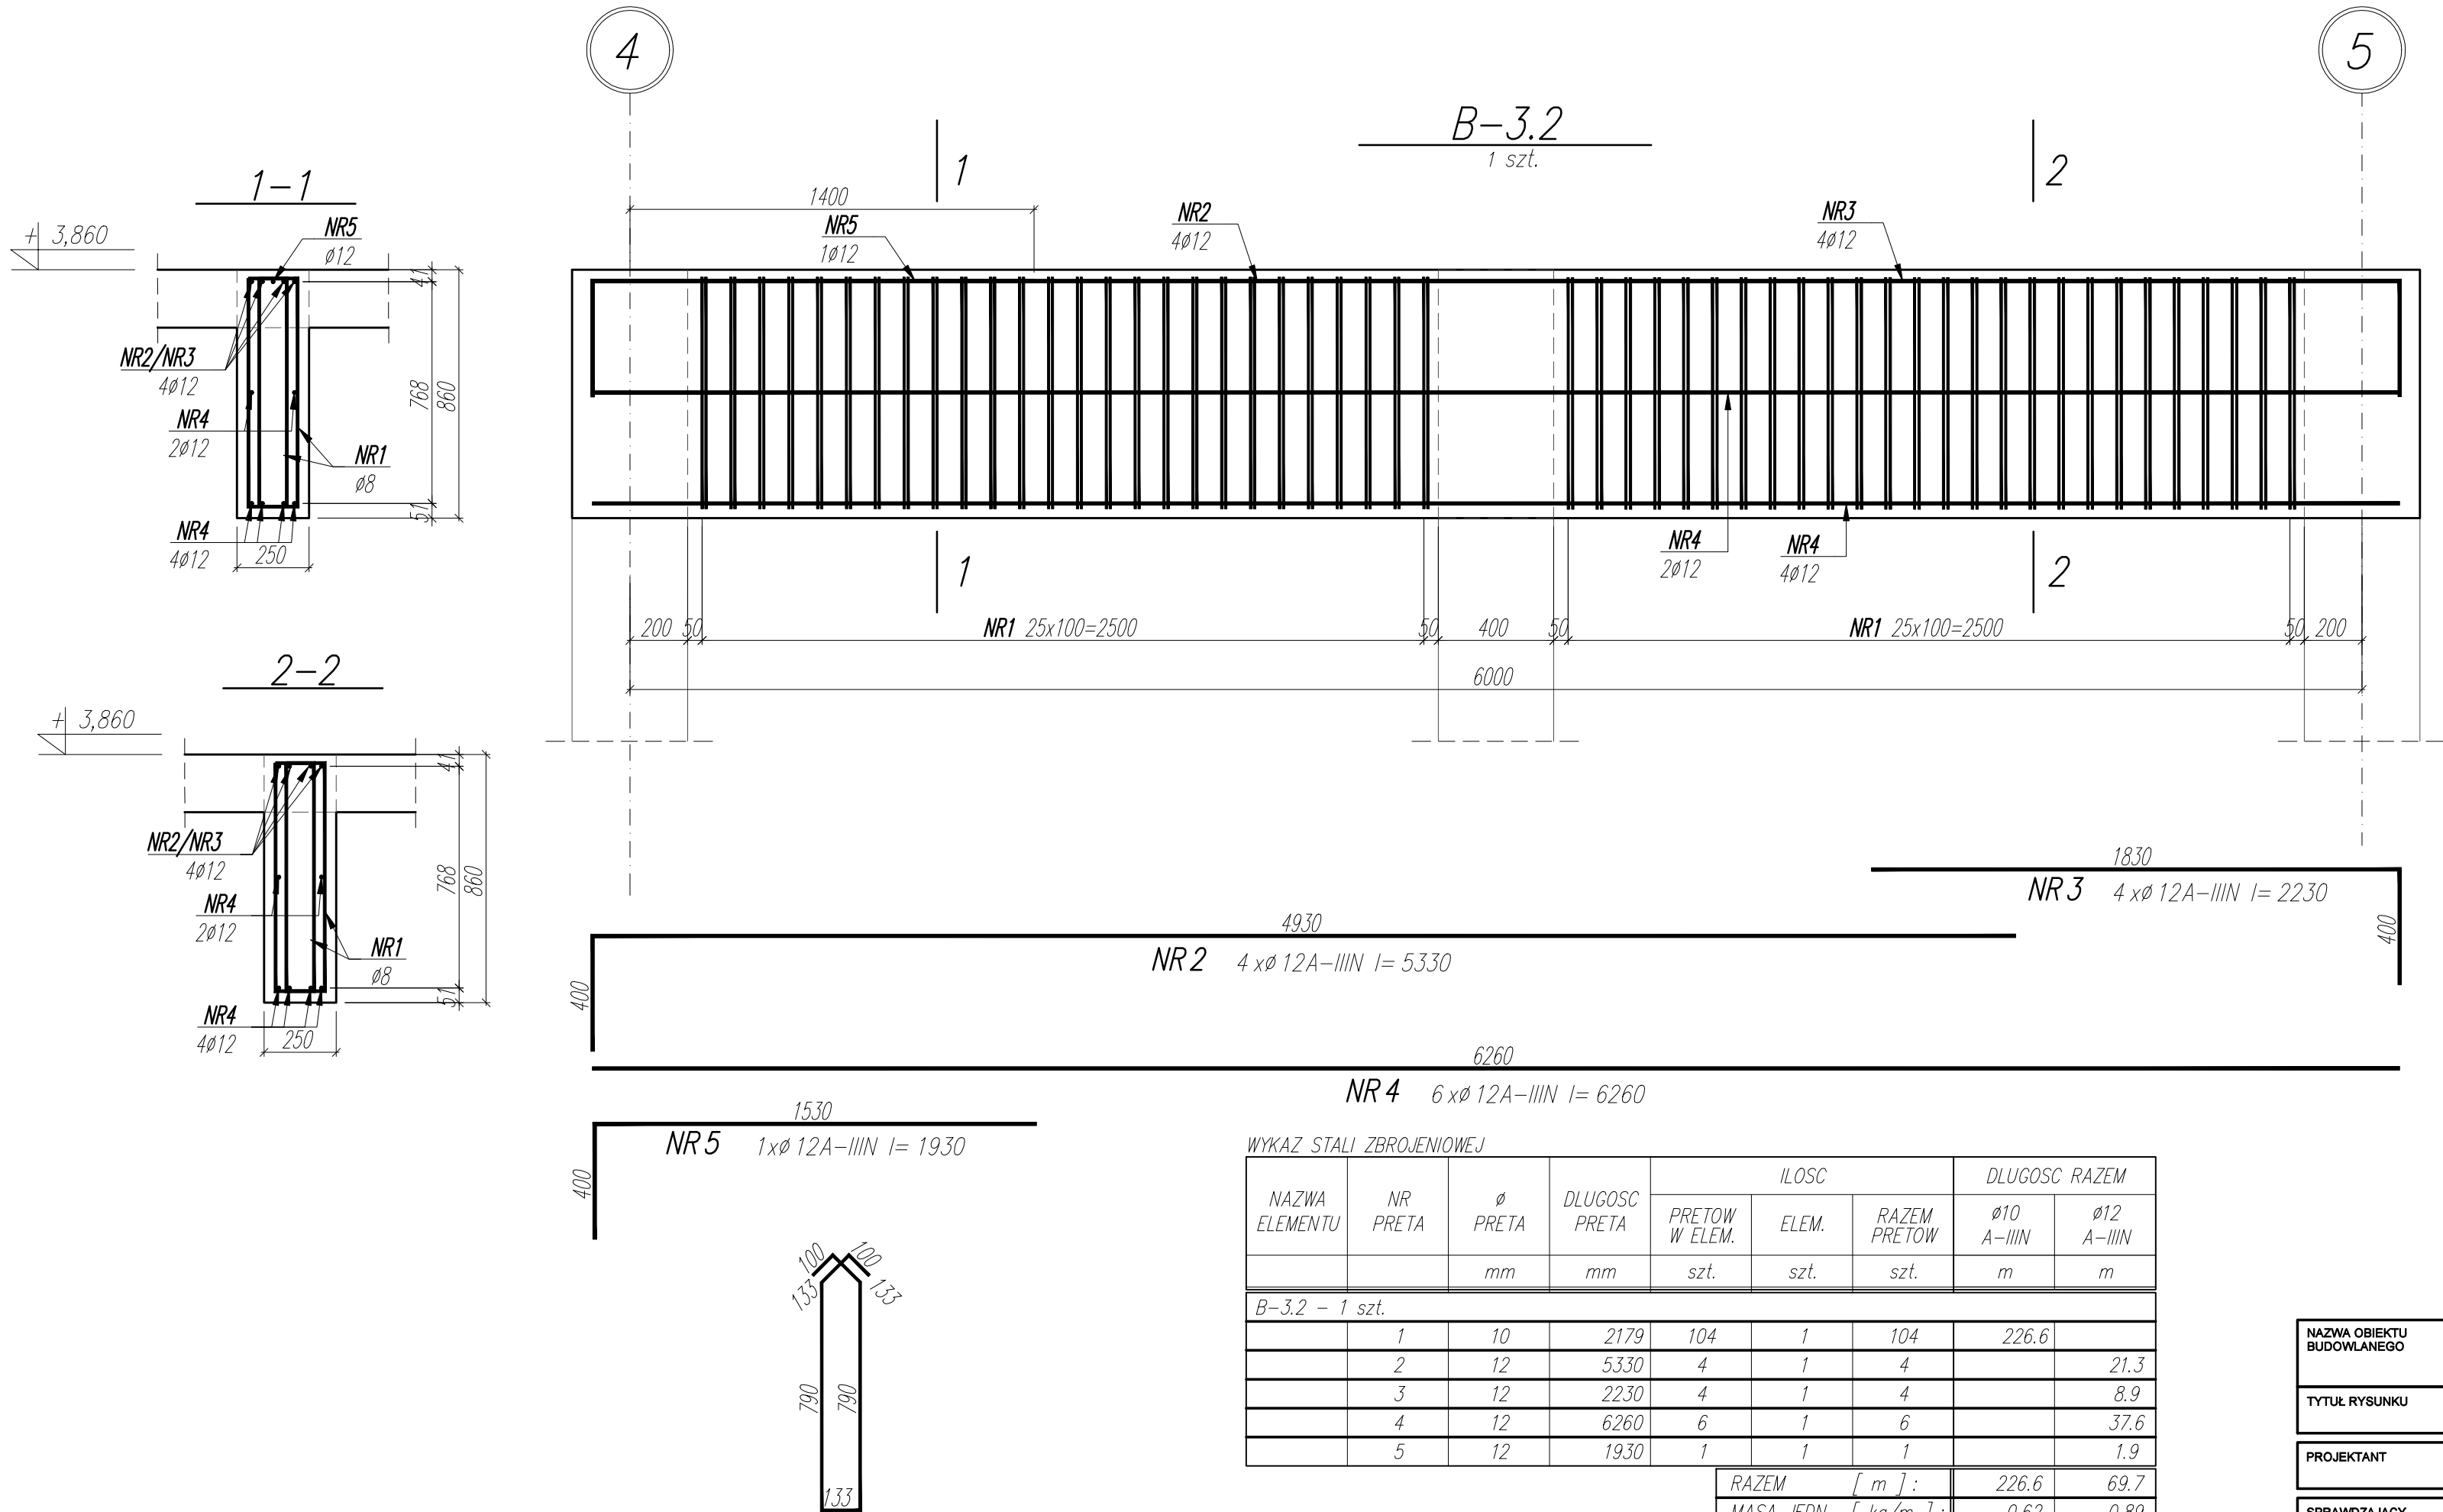 4
5
B-3.2
1 szt.
1
2
1400
NR5
1ø12
NR2
4ø12
NR3
4ø12
NR4
2ø12
NR4
4ø12
1
2
200 50 NR1 25x100=2500 50 400 50 NR1 25x100=2500 50 200
6000
1-1
+ 3,860
NR5
ø12
NR2/NR3
4ø12
NR4
2ø12
NR1
ø8
NR4
4ø12
250
41
768
860
51
2-2
+ 3,860
NR2/NR3
4ø12
NR4
2ø12
NR1
ø8
NR4
4ø12
250
41
768
860
51
1830
NR 3 4 xø 12A-IIIN l= 2230
400
4930
NR 2 4 xø 12A-IIIN l= 5330
400
6260
NR 4 6 xø 12A-IIIN l= 6260
1530
NR 5 1xø 12A-IIIN l= 1930
400
100 100
133 133
790 790
133
WYKAZ STALI ZBROJENIOWEJ
NAZWA ELEMENTU NR PRETA ø PRETA DLUGOSC PRETA ILOSC DLUGOSC RAZEM
PRETOW W ELEM. ELEM. RAZEM PRETOW ø10 A-IIIN ø12 A-IIIN
mm mm szt. szt. szt. m m
B-3.2 - 1 szt.
1 10 2179 104 1 104 226.6
2 12 5330 4 1 4 21.3
3 12 2230 4 1 4 8.9
4 12 6260 6 1 6 37.6
5 12 1930 1 1 1 1.9
RAZEM [ m ] : 226.6 69.7
MASA JEDN. [ kg/m ] : 0.62 0.89
NAZWA OBIEKTU
BUDOWLANEGO
TYTUŁ RYSUNKU
PROJEKTANT
SPRAWDZAJĄCY